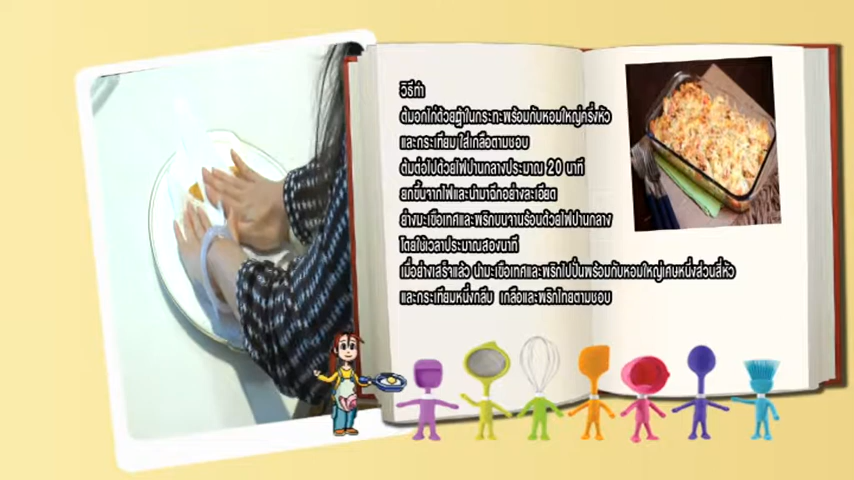 วิธีทำ
ต้มอกไก่ด้วยน้ำในกระทะพร้อมกับหอมใหญ่ครึ่งหัว
และกระเทียม ใส่เกลือตามชอบ
ต้มต่อไปด้วยไฟปานกลางประมาณ 20 นาที
ยกขึ้นจากไฟและนำมาฉีกอย่างละเอียด
ย่างมะเขือเทศและพริกบนจานร้อนด้วยไฟปานกลาง
โดยใช้เวลาประมาณสองนาที
เมื่อย่างเสร็จแล้ว นำมะเขือเทศและพริกไปปั่นพร้อมกับหอมใหญ่เศษหนึ่งส่วนสี่หัว
และกระเทียมหนึ่งกลีบ เกลือและพริกไทยตามชอบ